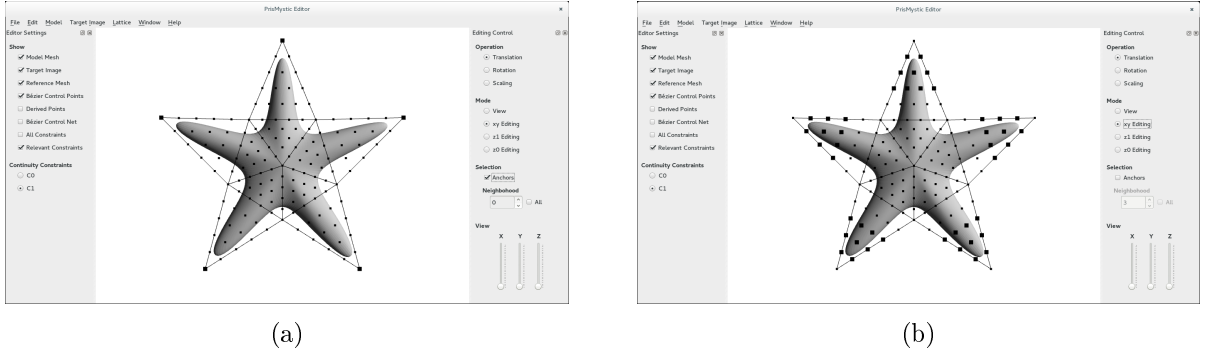 PrisMystic Editor
File Edit Model Target Image Lattice Window Help
Editor Settings
Show
Model Mesh
Target Image
Reference Mesh
Bézier Control Points
Derived Points
Bézier Control Net
All Constraints
Relevant Constraints
Continuity Constraints
C0
C1
Editing Control
Operation
Translation
Rotation
Scaling
Mode
View
xy Editing
z1 Editing
z0 Editing
Selection
Anchors
Neighbohood
0 All
View
X Y Z
(a)
PrisMystic Editor
File Edit Model Target Image Lattice Window Help
Editor Settings
Show
Model Mesh
Target Image
Reference Mesh
Bézier Control Points
Derived Points
Bézier Control Net
All Constraints
Relevant Constraints
Continuity Constraints
C0
C1
Editing Control
Operation
Translation
Rotation
Scaling
Mode
View
xy Editing
z1 Editing
z0 Editing
Selection
Anchors
Neighbohood
3 All
View
X Y Z
(b)